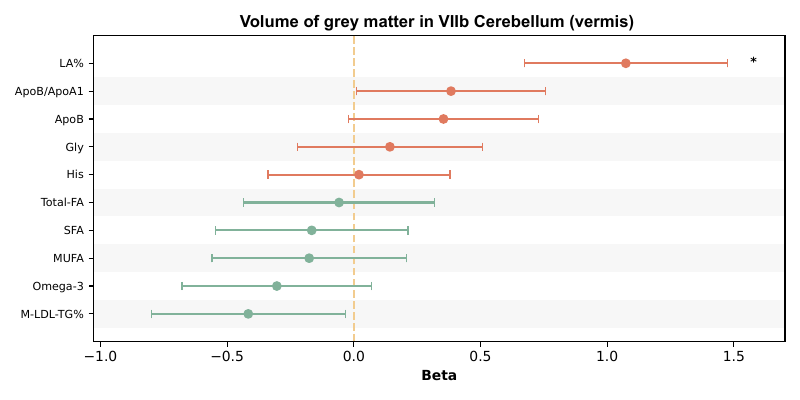 Volume of grey matter in VIIb Cerebellum (vermis)
LA%
*
ApoB/ApoA1
ApoB
Gly
His
Total-FA
SFA
MUFA
Omega-3
M-LDL-TG%
−1.0 −0.5 0.0 0.5 1.0 1.5
Beta